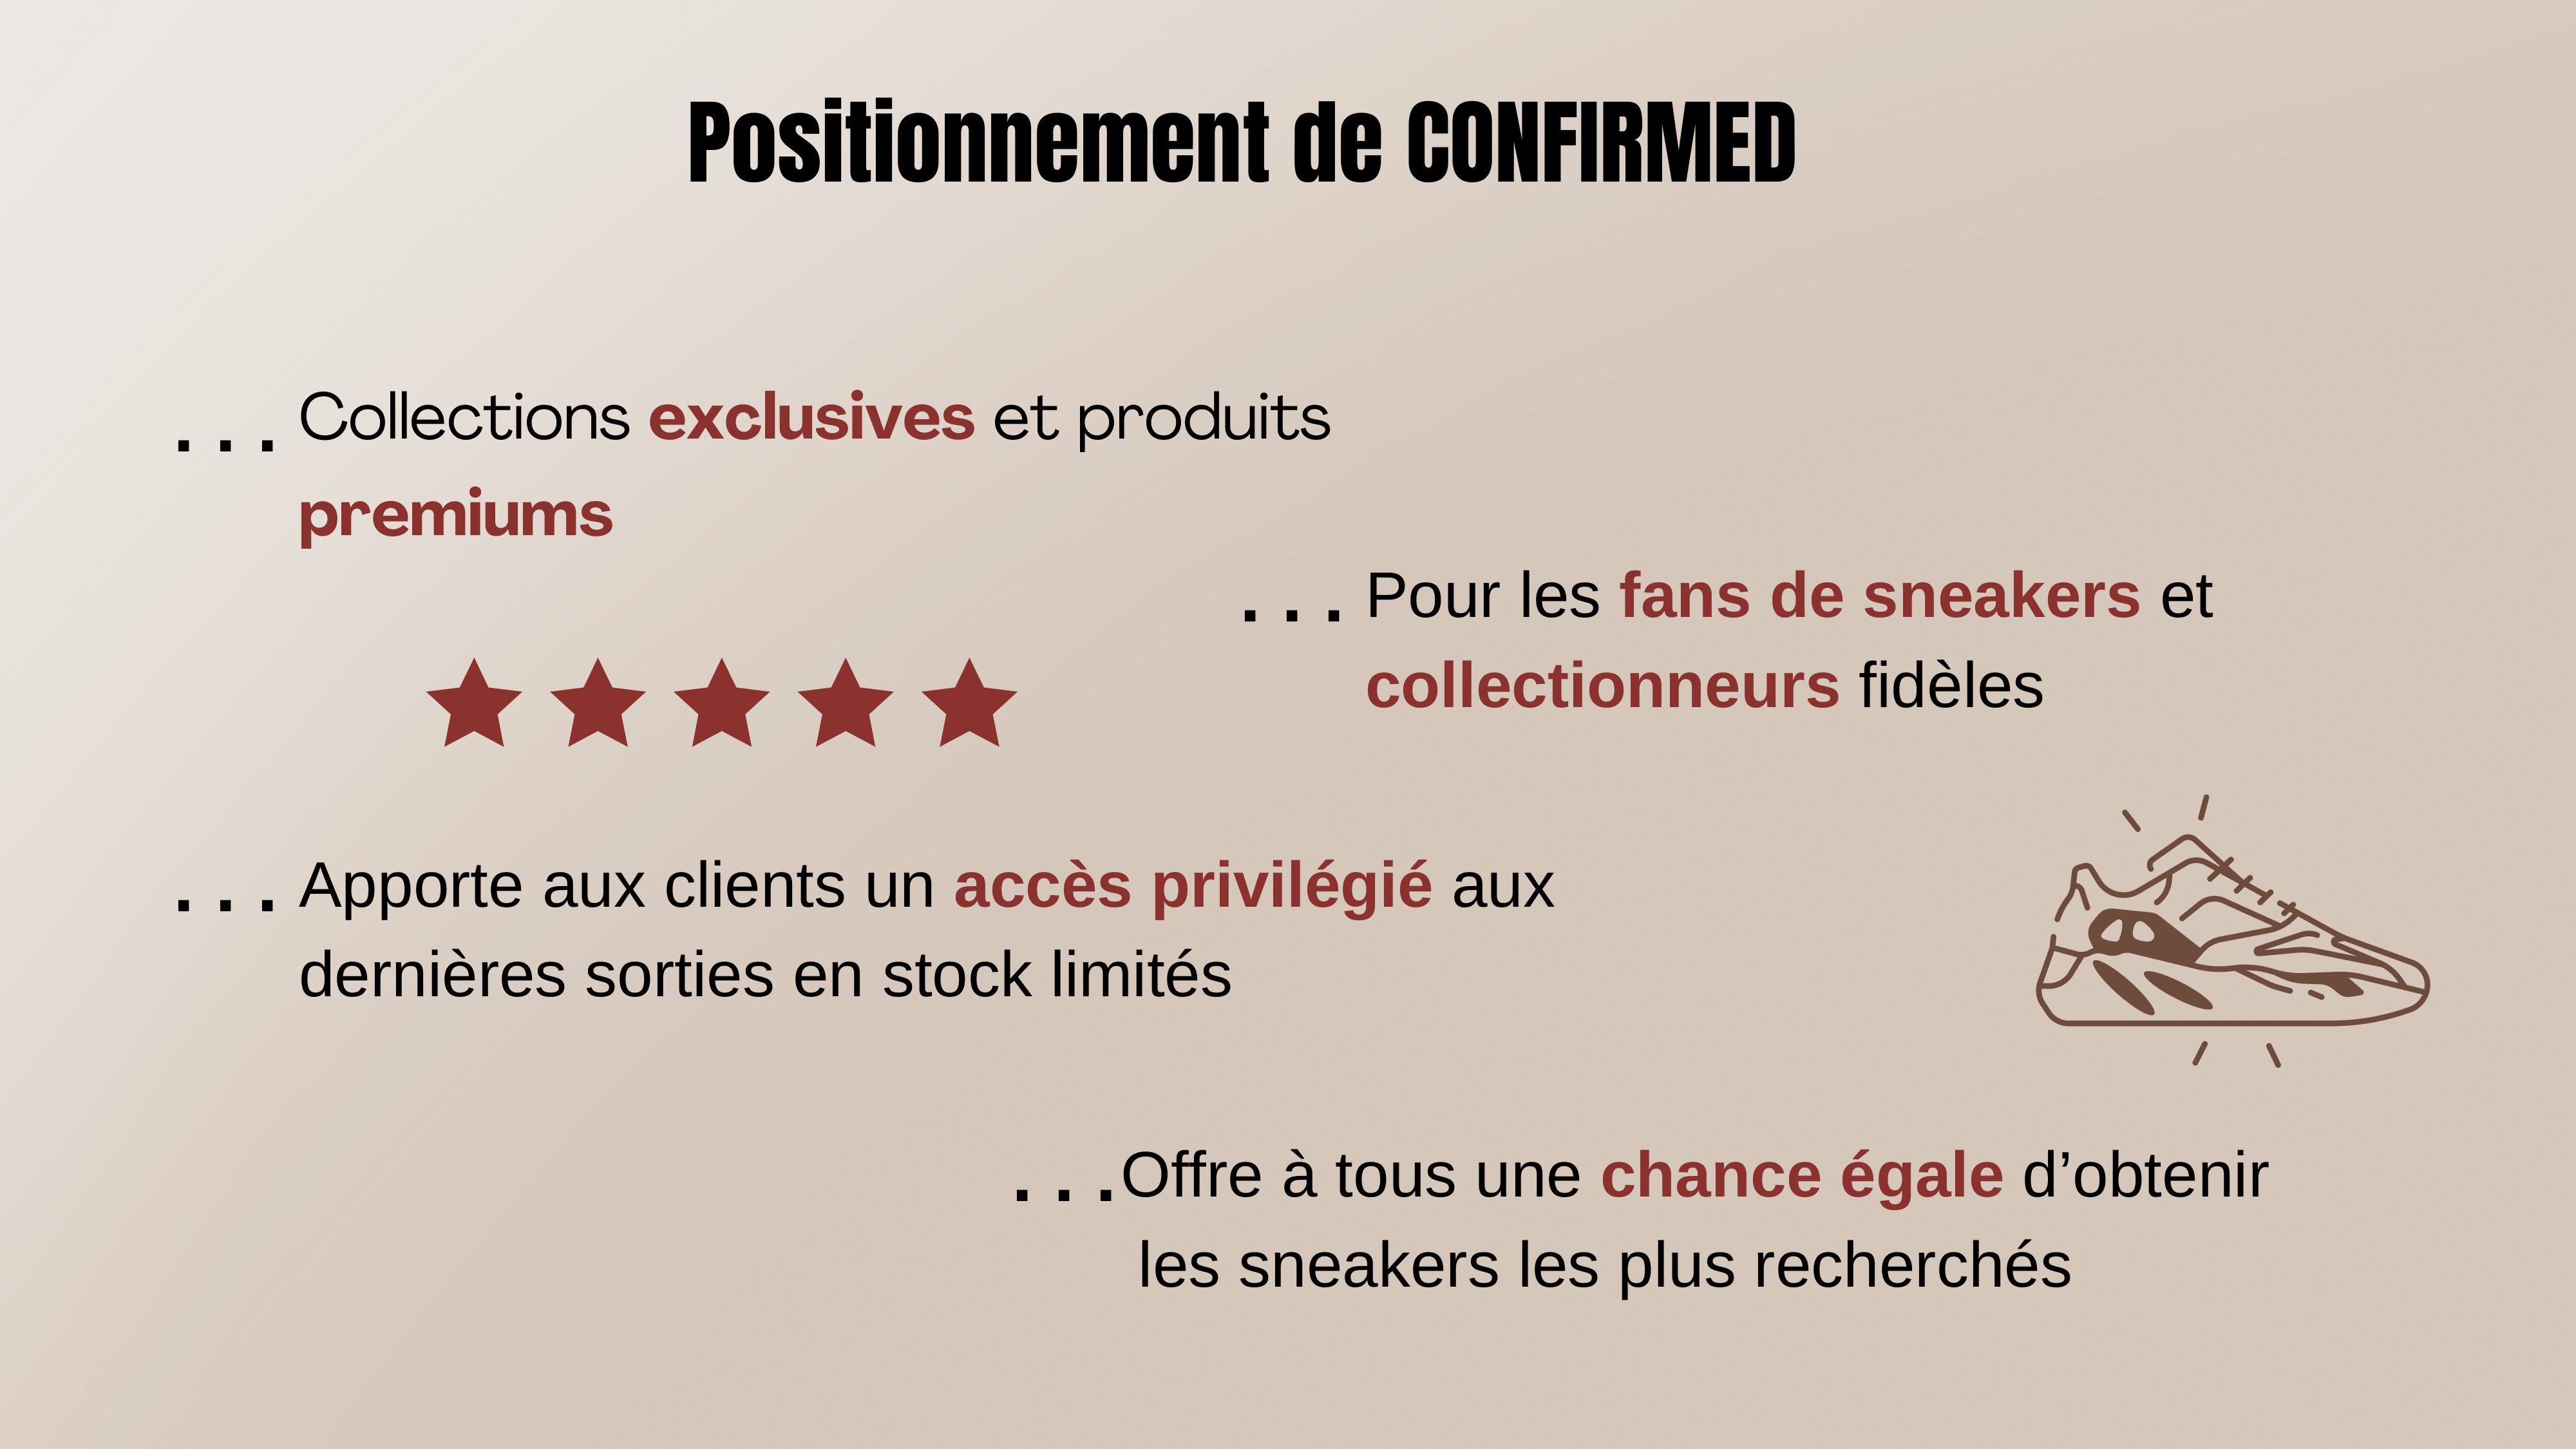 Positionnement de CONFIRMED
... Collections exclusives et produits
premiums
... Pour les fans de sneakers et
collectionneurs fidèles
... Apporte aux clients un accès privilégié aux
dernières sorties en stock limités
...Offre à tous une chance égale d’obtenir
les sneakers les plus recherchés